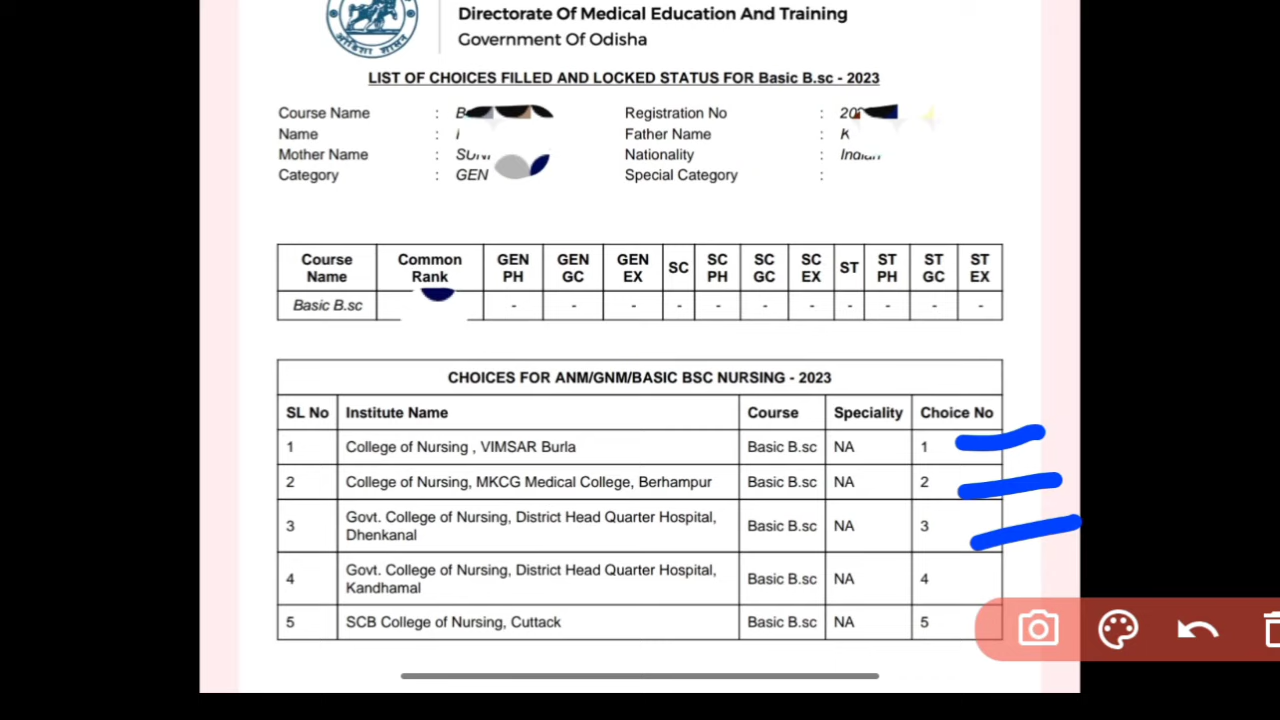 Directorate Of Medical Education And Training
Government Of Odisha
LIST OF CHOICES FILLED AND LOCKED STATUS FOR Basic B.sc - 2023
Course Name : Registration No :
Name : Father Name : K
Mother Name : Nationality : Indian
Category : GEN Special Category :
Course Name Common Rank GEN PH GEN GC GEN EX SC SC PH SC GC SC EX ST ST PH ST GC ST EX
Basic B.sc - - - - - - - - - - -
CHOICES FOR ANM/GNM/BASIC BSC NURSING - 2023
SL No Institute Name Course Speciality Choice No
1 College of Nursing , VIMSAR Burla Basic B.sc NA 1
2 College of Nursing, MKCG Medical College, Berhampur Basic B.sc NA 2
3 Govt. College of Nursing, District Head Quarter Hospital, Dhenkanal Basic B.sc NA 3
4 Govt. College of Nursing, District Head Quarter Hospital, Kandhamal Basic B.sc NA 4
5 SCB College of Nursing, Cuttack Basic B.sc NA 5